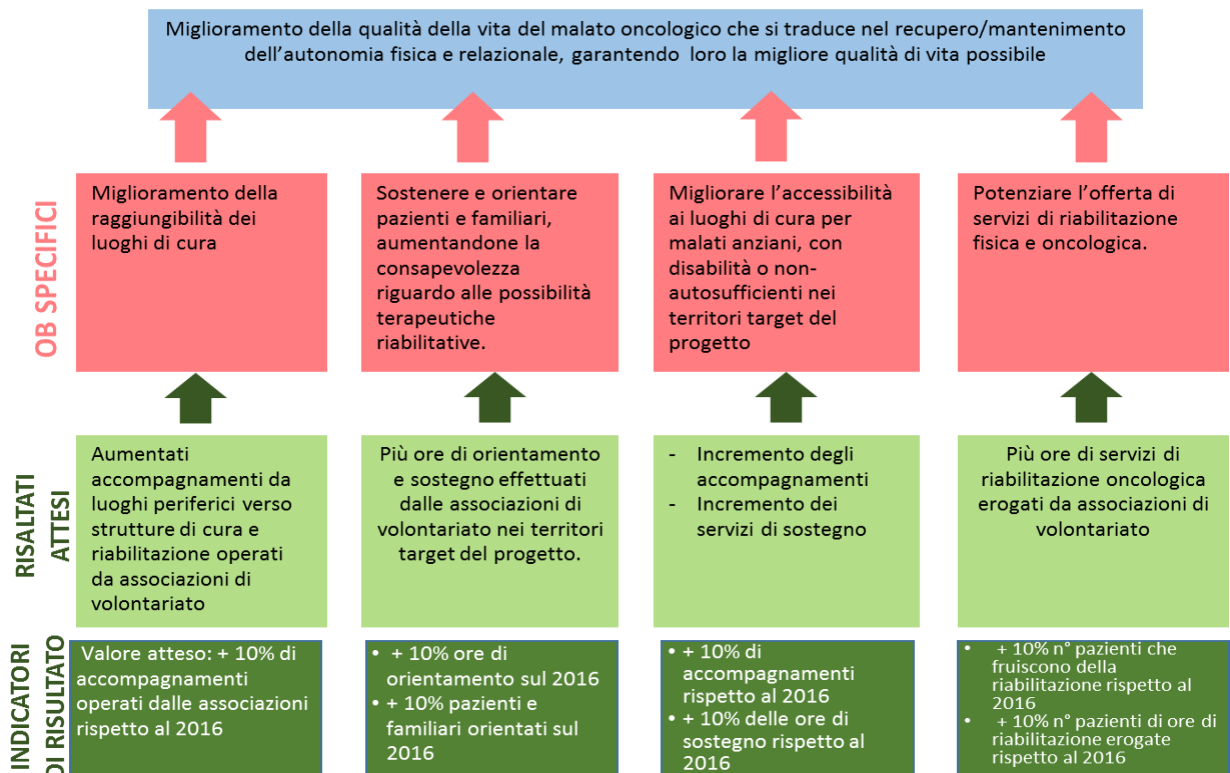 Miglioramento della qualità della vita del malato oncologico che si traduce nel recupero/mantenimento
dell'autonomia fisica e relazionale, garantendo loro la migliore qualità di vita possibile
OB SPECIFICI
Miglioramento della
raggiungibilità dei
luoghi di cura
Sostenere e orientare
pazienti e familiari,
aumentandone la
consapevolezza
riguardo alle possibilità
terapeutiche
riabilitative.
Migliorare l'accessibilità
ai luoghi di cura per
malati anziani, con
disabilità o non-
autosufficienti nei
territori target del
progetto
Potenziare l'offerta di
servizi di riabilitazione
fisica e oncologica.
RISALTATI
ATTESI
Aumentati
accompagnamenti da
luoghi periferici verso
strutture di cura e
riabilitazione operati
da associazioni di
volontariato
Più ore di orientamento
e sostegno effettuati
dalle associazioni di
volontariato nei territori
target del progetto.
- Incremento degli
accompagnamenti
- Incremento dei
servizi di sostegno
Più ore di servizi di
riabilitazione oncologica
erogati da associazioni di
volontariato
INDICATORI
DI RISULTATO
Valore atteso: + 10% di
accompagnamenti
operati dalle associazioni
rispetto al 2016
• + 10% ore di
orientamento sul 2016
• + 10% pazienti e
familiari orientati sul
2016
• + 10% di
accompagnamenti
rispetto al 2016
• + 10% delle ore di
sostegno rispetto al
2016
• + 10% n° pazienti che
fruiscono della
riabilitazione rispetto al
2016
• + 10% n° pazienti di ore di
riabilitazione erogate
rispetto al 2016